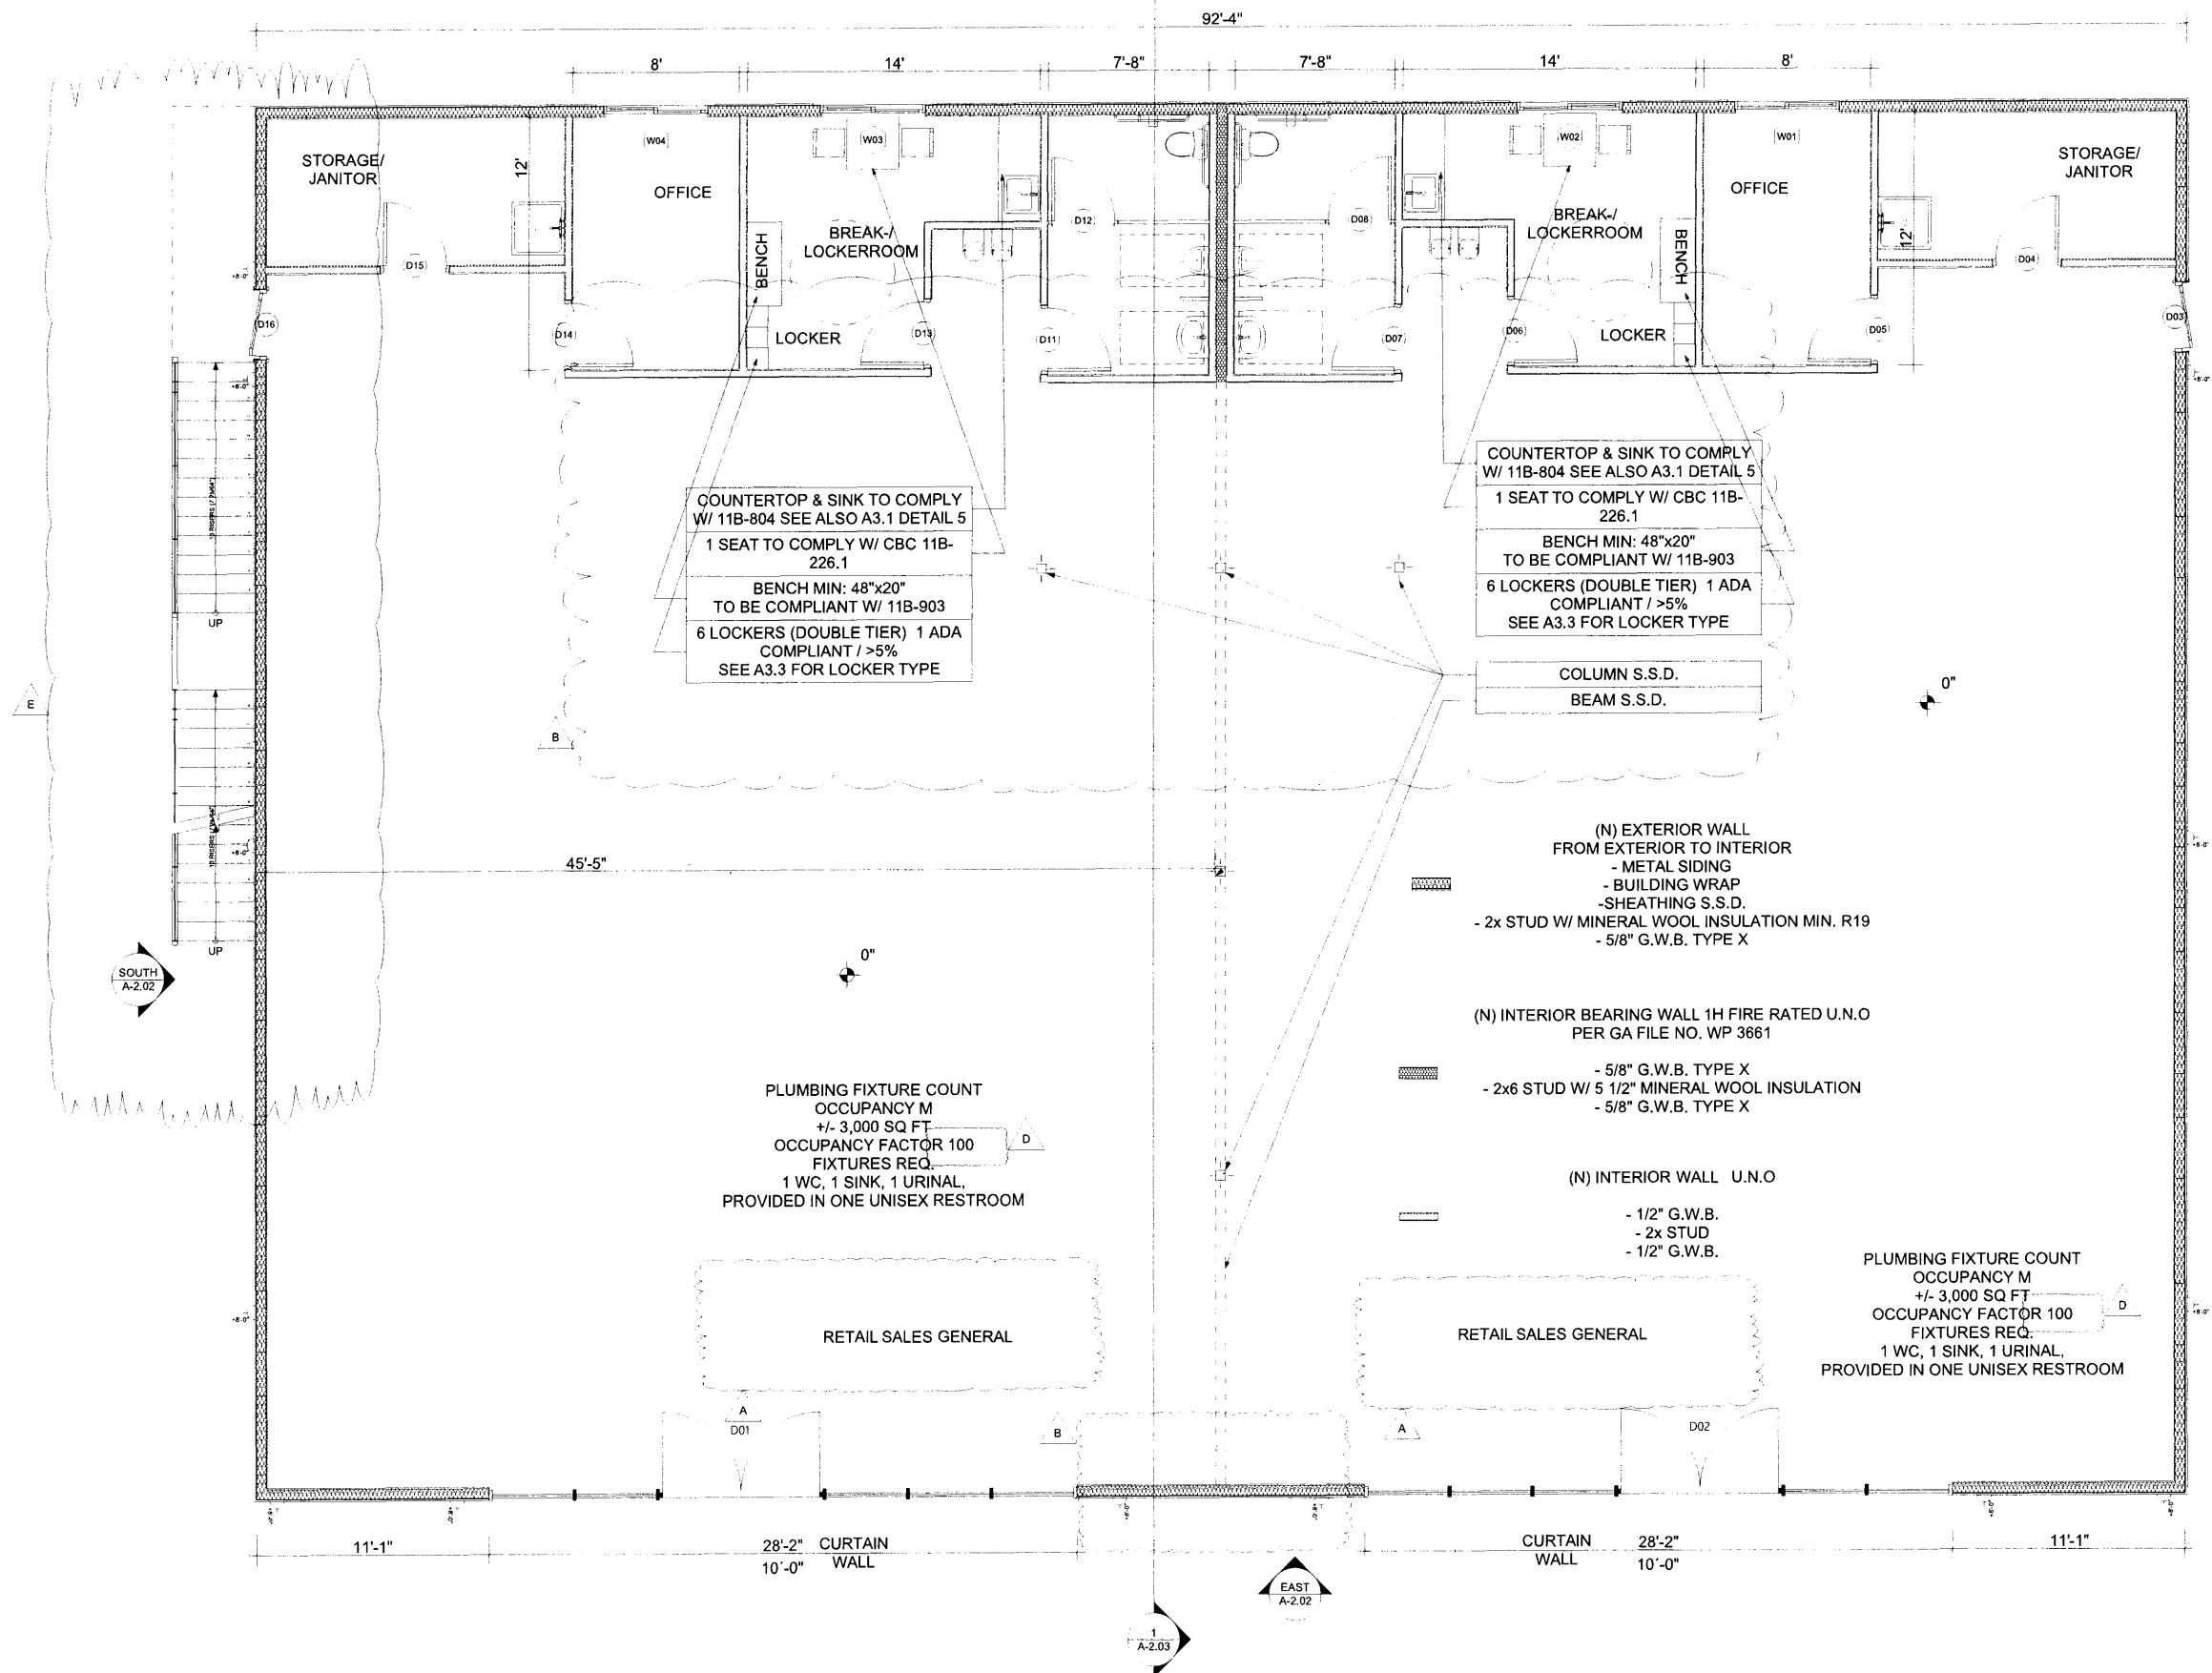 92'-4"
8'
14'
7'-8"
7'-8"
14'
8'
STORAGE/
JANITOR
12'
W04
OFFICE
W03
BREAK-/
LOCKERROOM
BENCH
LOCKER
D12
D08
W02
BREAK-/
LOCKERROOM
BENCH
LOCKER
W01
OFFICE
12'
STORAGE/
JANITOR
D15
D04
+8-0"
D16
D14
D13
D11
D07
D06
D05
D03
+8-0"
+8-0"
UP
COUNTERTOP & SINK TO COMPLY
W/ 11B-804 SEE ALSO A3.1 DETAIL 5
1 SEAT TO COMPLY W/ CBC 11B-
226.1
BENCH MIN: 48"x20"
TO BE COMPLIANT W/ 11B-903
6 LOCKERS (DOUBLE TIER) 1 ADA
COMPLIANT / >5%
SEE A3.3 FOR LOCKER TYPE
COUNTERTOP & SINK TO COMPLY
W/ 11B-804 SEE ALSO A3.1 DETAIL 5
1 SEAT TO COMPLY W/ CBC 11B-
226.1
BENCH MIN: 48"x20"
TO BE COMPLIANT W/ 11B-903
6 LOCKERS (DOUBLE TIER) 1 ADA
COMPLIANT / >5%
SEE A3.3 FOR LOCKER TYPE
COLUMN S.S.D.
BEAM S.S.D.
0"
E
B
45'-5"
+8-0"
+8-0"
UP
SOUTH
A-2.02
0"
(N) EXTERIOR WALL
FROM EXTERIOR TO INTERIOR
- METAL SIDING
- BUILDING WRAP
-SHEATHING S.S.D.
- 2x STUD W/ MINERAL WOOL INSULATION MIN. R19
- 5/8" G.W.B. TYPE X
(N) INTERIOR BEARING WALL 1H FIRE RATED U.N.O
PER GA FILE NO. WP 3661
- 5/8" G.W.B. TYPE X
- 2x6 STUD W/ 5 1/2" MINERAL WOOL INSULATION
- 5/8" G.W.B. TYPE X
(N) INTERIOR WALL U.N.O
- 1/2" G.W.B.
- 2x STUD
- 1/2" G.W.B.
PLUMBING FIXTURE COUNT
OCCUPANCY M
+/- 3,000 SQ FT
OCCUPANCY FACTOR 100
FIXTURES REQ.
1 WC, 1 SINK, 1 URINAL,
PROVIDED IN ONE UNISEX RESTROOM
D
PLUMBING FIXTURE COUNT
OCCUPANCY M
+/- 3,000 SQ FT
OCCUPANCY FACTOR 100
FIXTURES REQ.
1 WC, 1 SINK, 1 URINAL,
PROVIDED IN ONE UNISEX RESTROOM
D
+8-0"
+8-0"
RETAIL SALES GENERAL
RETAIL SALES GENERAL
A
D01
B
A
D02
11'-1"
28'-2" CURTAIN
10'-0" WALL
CURTAIN 28'-2"
WALL 10'-0"
11'-1"
EAST
A-2.02
1
A-2.03